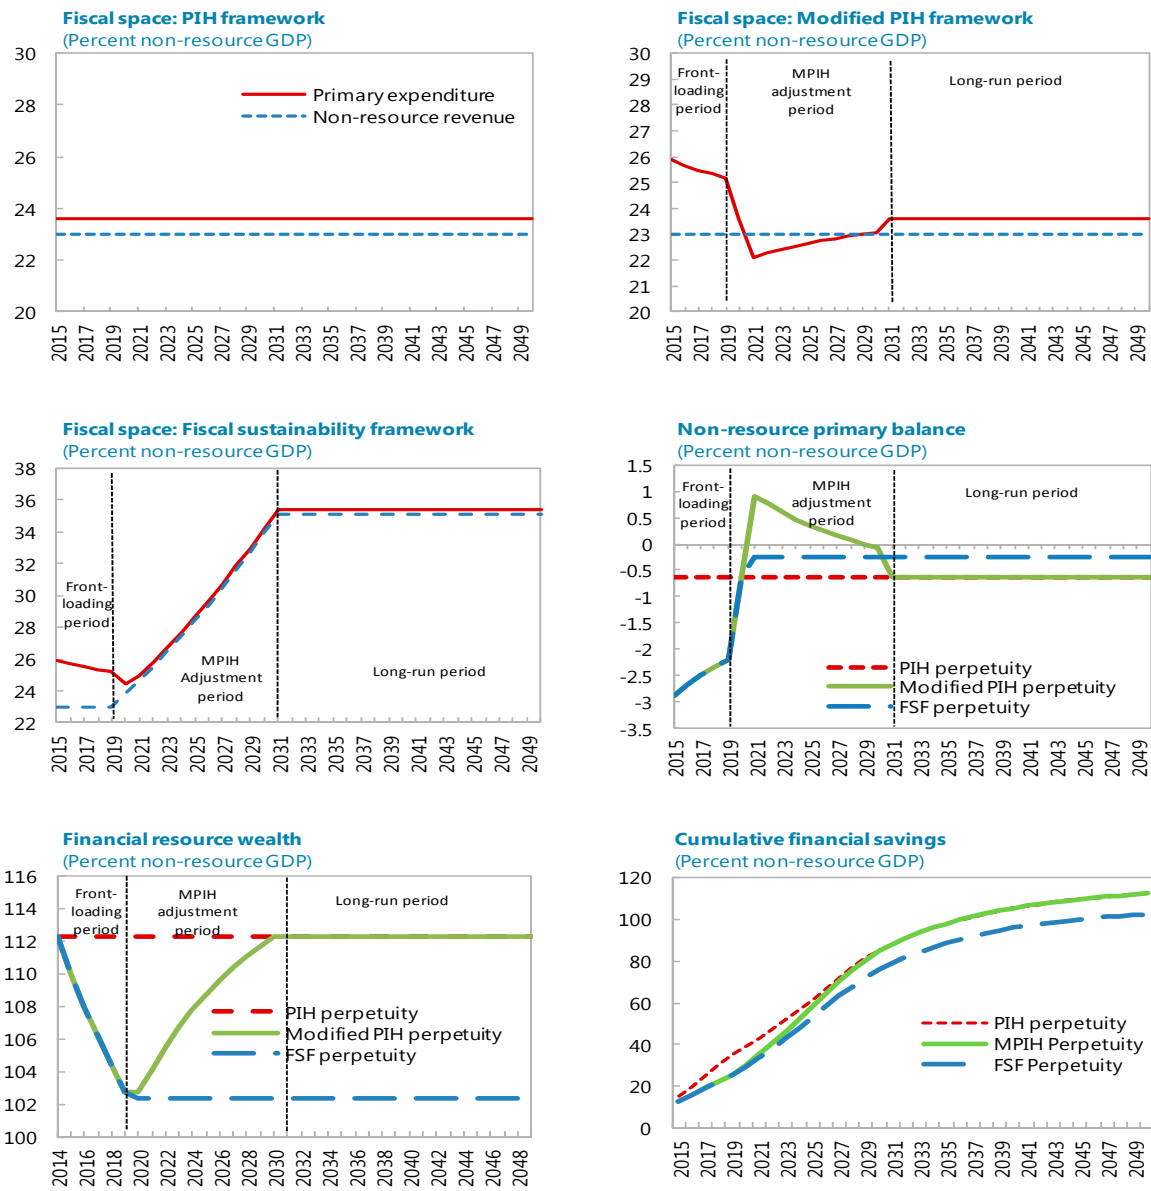 Fiscal space: PIH framework
(Percent non-resource GDP)
30
28
26
24
22
20
Primary expenditure
Non-resource revenue
2015 2017 2019 2021 2023 2025 2027 2029 2031 2033 2035 2037 2039 2041 2043 2045 2047 2049
Fiscal space: Modified PIH framework
(Percent non-resource GDP)
30
29
28
27
26
25
24
23
22
21
20
Front-
loading
period
MPIH
adjustment
period
Long-run period
2015 2017 2019 2021 2023 2025 2027 2029 2031 2033 2035 2037 2039 2041 2043 2045 2047 2049
Fiscal space: Fiscal sustainability framework
(Percent non-resource GDP)
38
36
34
32
30
28
26
24
22
Front-
loading
period
MPIH
Adjustment
period
Long-run period
2015 2017 2019 2021 2023 2025 2027 2029 2031 2033 2035 2037 2039 2041 2043 2045 2047 2049
Non-resource primary balance
(Percent non-resource GDP)
1.5
1
0.5
0
-0.5
-1
-1.5
-2
-2.5
-3
-3.5
Front-
loading
period
MPIH
adjustment
period
Long-run period
PIH perpetuity
Modified PIH perpetuity
FSF perpetuity
2015 2017 2019 2021 2023 2025 2027 2029 2031 2033 2035 2037 2039 2041 2043 2045 2047 2049
Financial resource wealth
(Percent non-resource GDP)
116
114
112
110
108
106
104
102
100
Front-
loading
period
MPIH
adjustment
period
Long-run period
PIH perpetuity
Modified PIH perpetuity
FSF perpetuity
2014 2016 2018 2020 2022 2024 2026 2028 2030 2032 2034 2036 2038 2040 2042 2044 2046 2048
Cumulative financial savings
(Percent non-resource GDP)
120
100
80
60
40
20
0
PIH perpetuity
MPIH Perpetuity
FSF Perpetuity
2015 2017 2019 2021 2023 2025 2027 2029 2031 2033 2035 2037 2039 2041 2043 2045 2047 2049